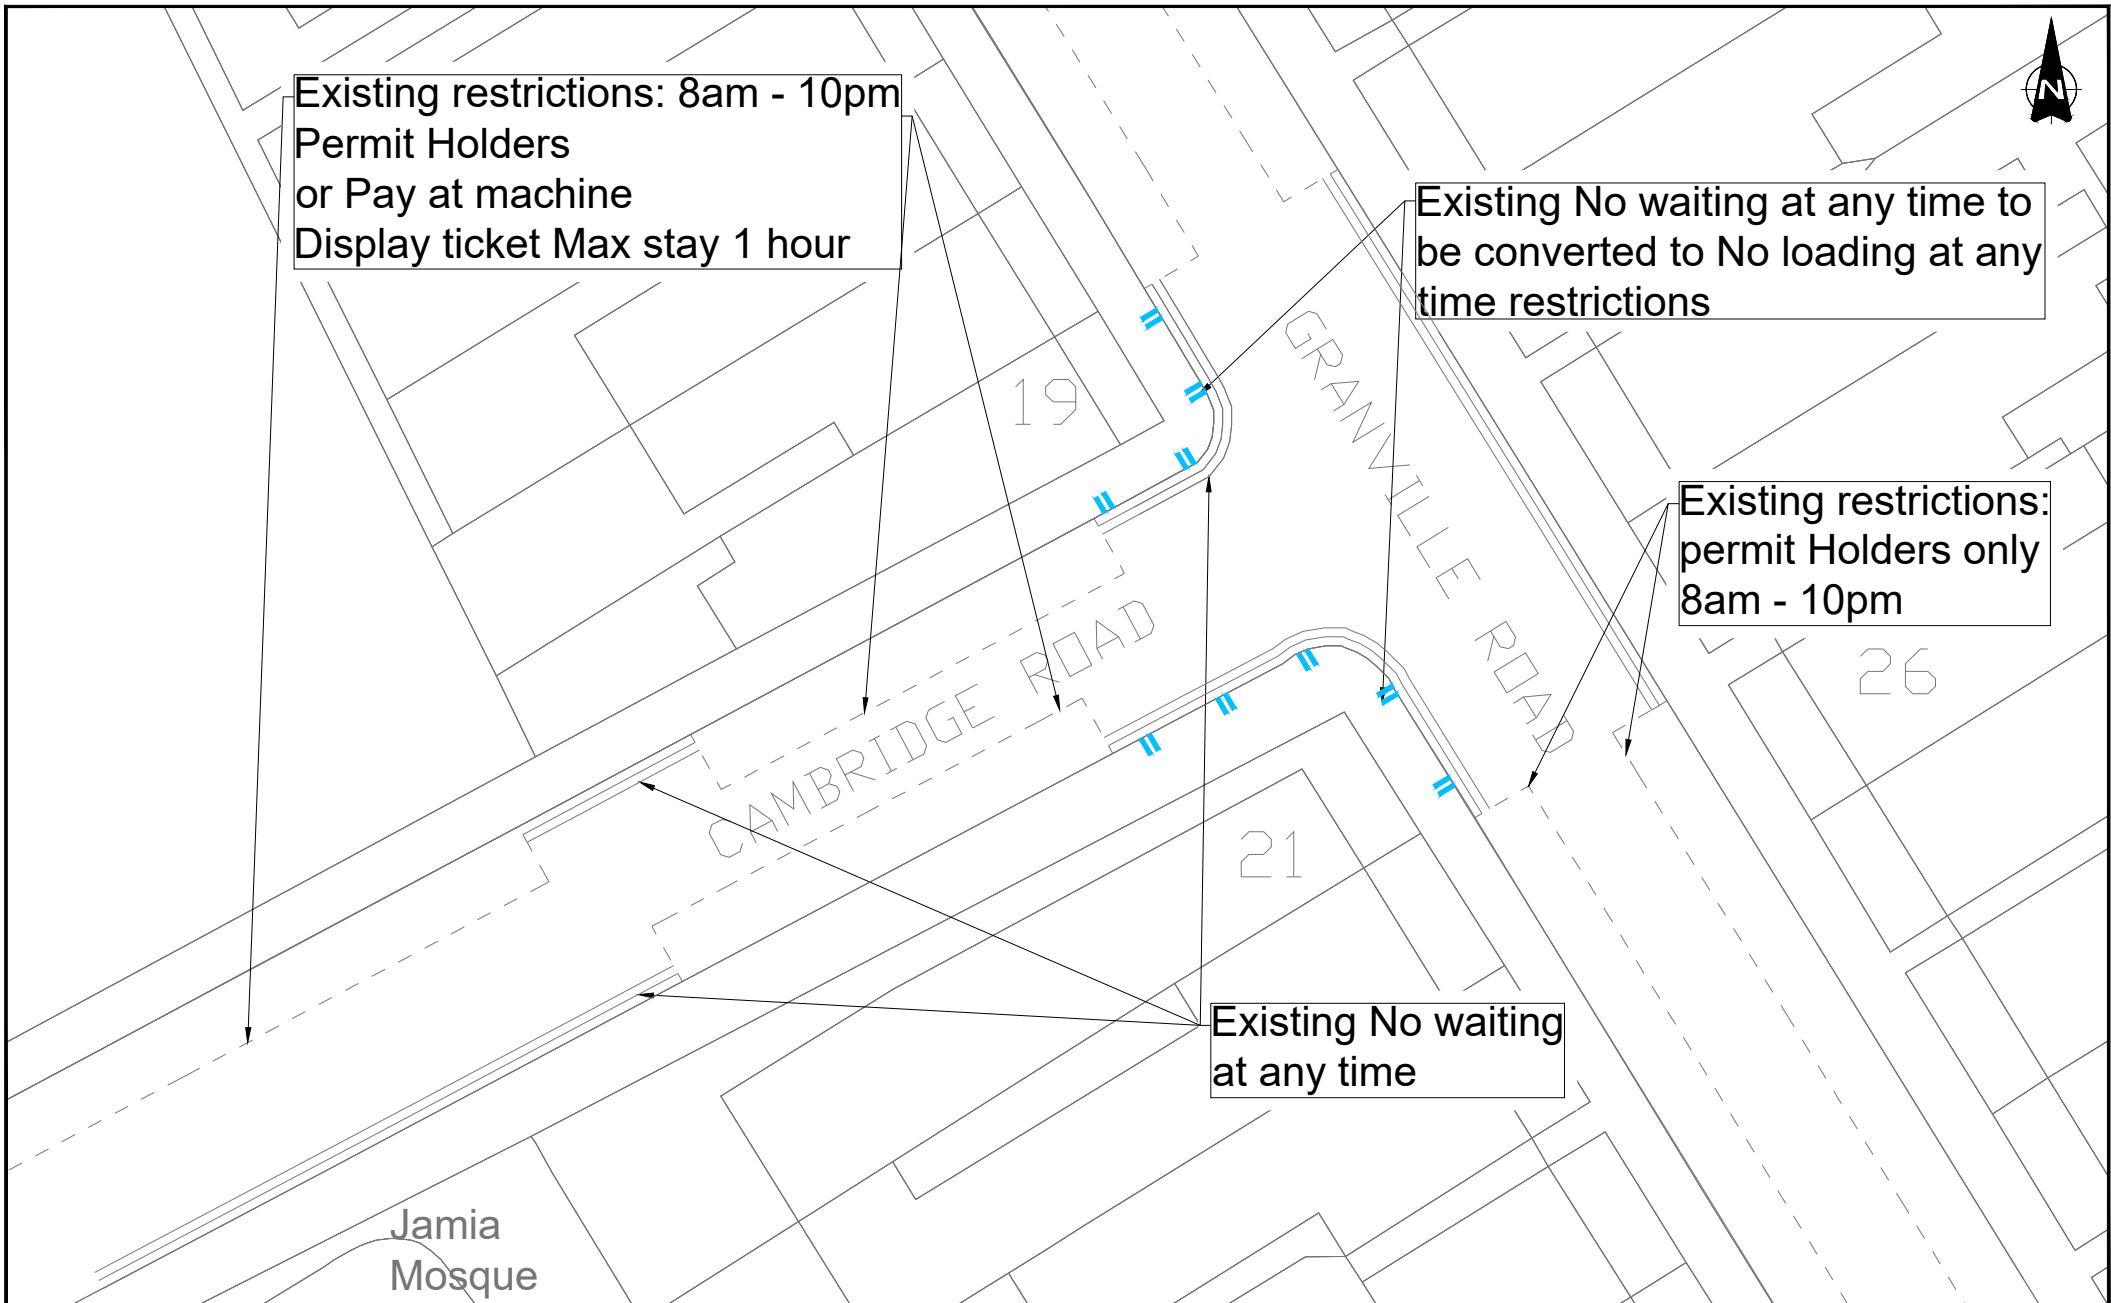 Existing restrictions: 8am - 10pm
Permit Holders
or Pay at machine
Display ticket Max stay 1 hour
N
Existing No waiting at any time to
be converted to No loading at any
time restrictions
19
GRANVILLE ROAD
Existing restrictions:
permit Holders only
8am - 10pm
26
CAMBRIDGE ROAD
21
Existing No waiting
at any time
Jamia
Mosque